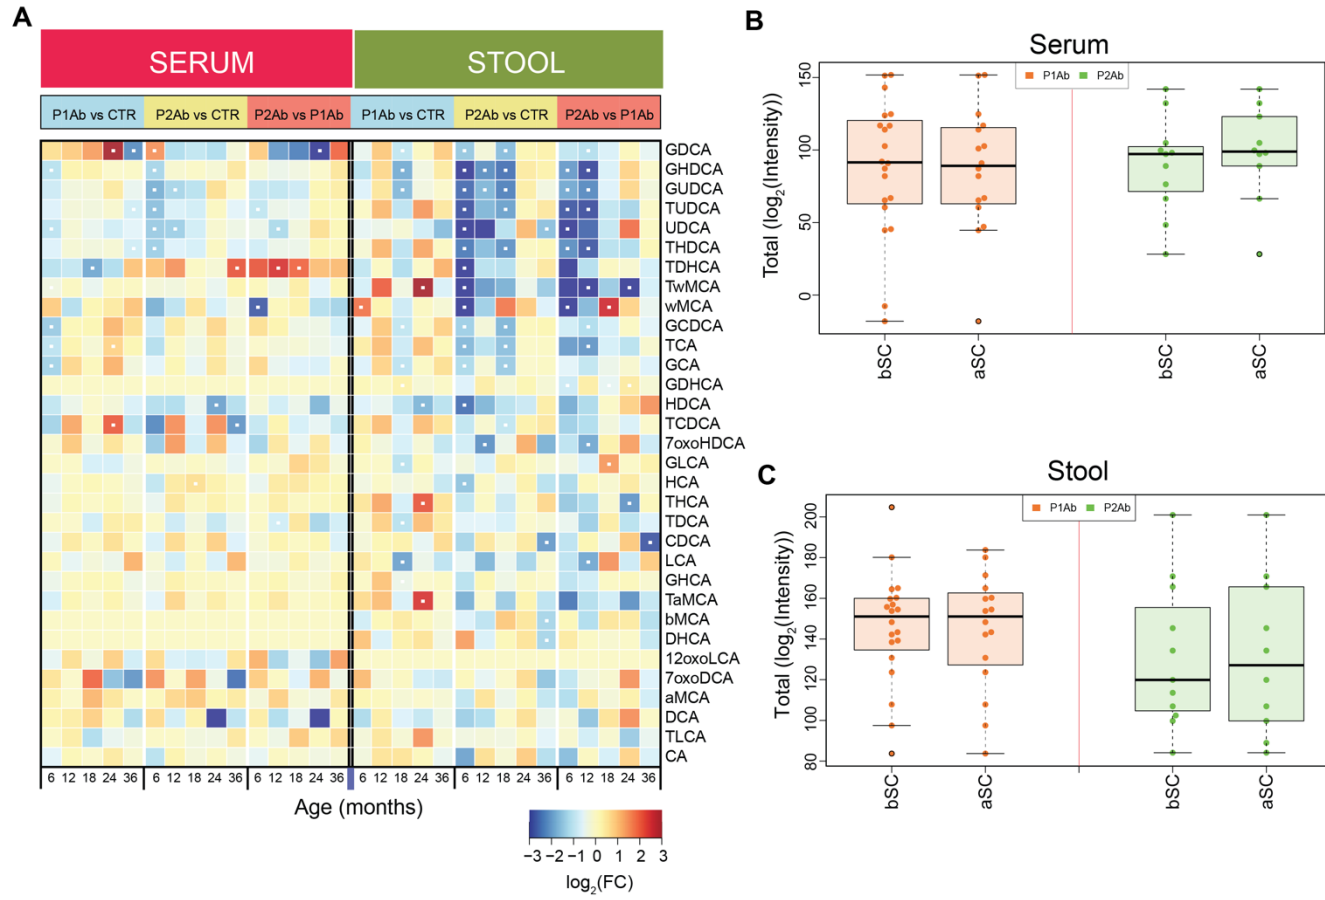 A
SERUM STOOL
P1Ab vs CTR P2Ab vs CTR P2Ab vs P1Ab P1Ab vs CTR P2Ab vs CTR P2Ab vs P1Ab
GDCA
GHDCA
GUDCA
TUDCA
UDCA
THDCA
TDHCA
TwMCA
wMCA
GCDCA
TCA
GCA
GDHCA
HDCA
TCDCA
7oxoHDCA
GLCA
HCA
THCA
TDCA
CDCA
LCA
GHCA
TaMCA
bMCA
DHCA
12oxoLCA
7oxoDCA
aMCA
DCA
TLCA
CA
6 12 18 24 36 6 12 18 24 36 6 12 18 24 36 6 12 18 24 36 6 12 18 24 36 6 12 18 24 36
Age (months)
−3 −2 −1 0 1 2 3
log2(FC)
B
Serum
P1Ab P2Ab
Total (log2(Intensity))
150
100
50
0
bSC aSC bSC aSC
C
Stool
P1Ab P2Ab
Total (log2(Intensity))
200
180
160
140
120
100
80
bSC aSC bSC aSC